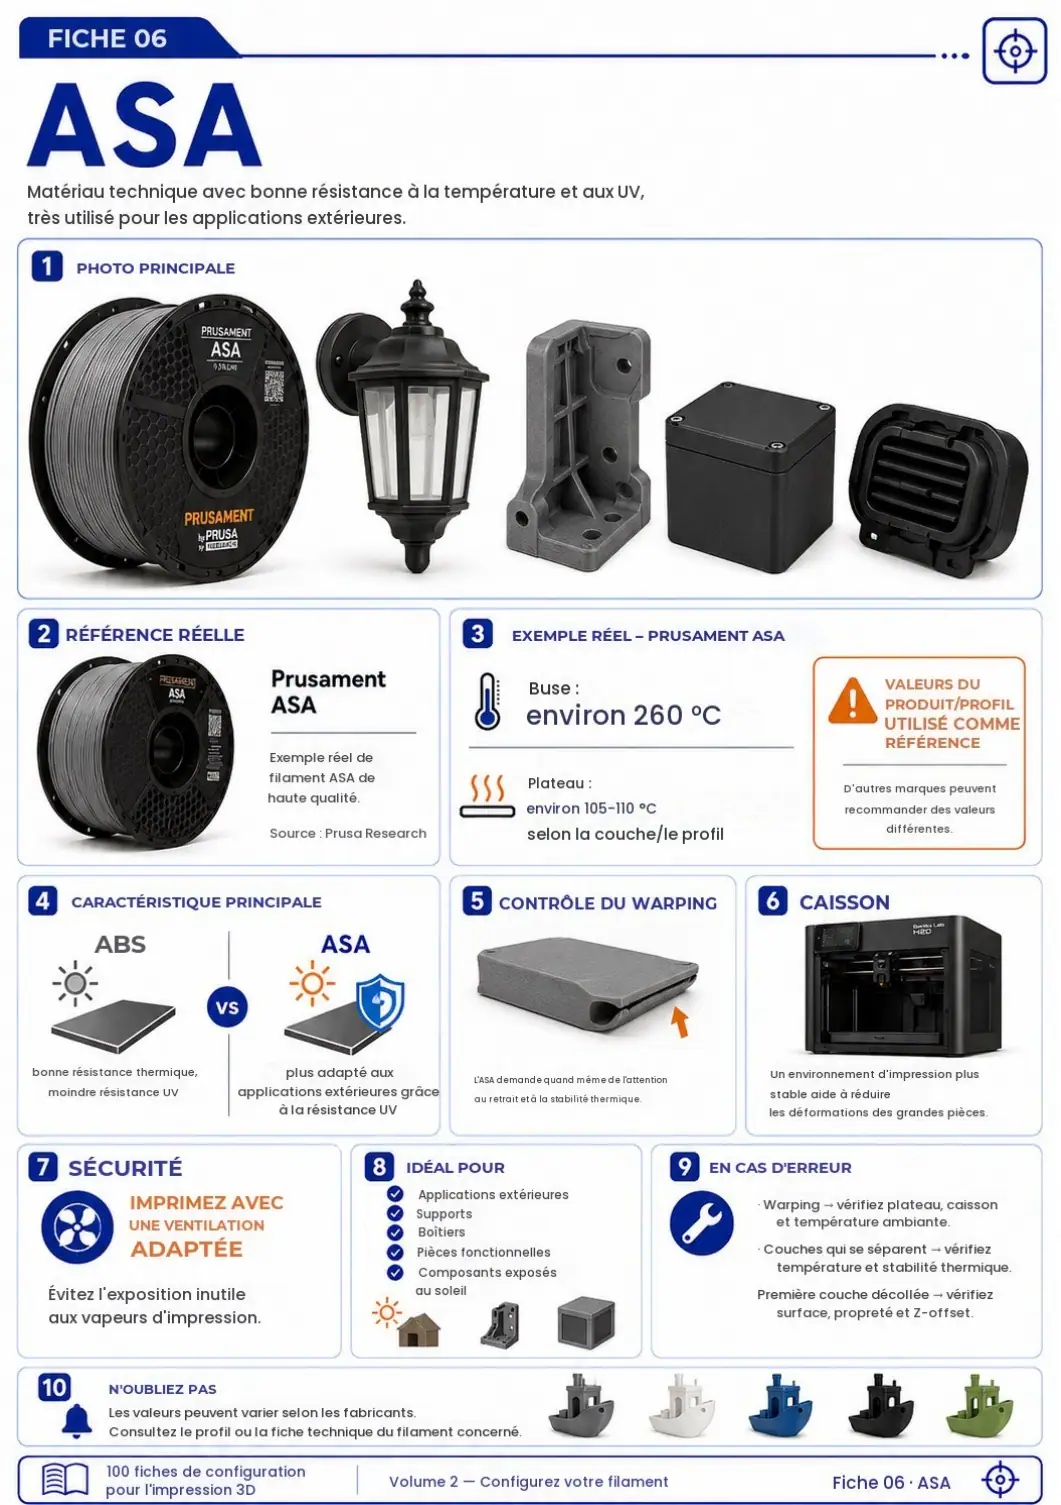 FICHE 06
ASA
Matériau technique avec bonne résistance à la température et aux UV,
très utilisé pour les applications extérieures.
1 PHOTO PRINCIPALE
PRUSAMENT
ASA
PRUSAMENT
by PRUSA
2 RÉFÉRENCE RÉELLE
ASA
Prusament
ASA
Exemple réel de
filament ASA de
haute qualité.
Source : Prusa Research
3 EXEMPLE RÉEL – PRUSAMENT ASA
Buse :
environ 260 °C
Plateau :
environ 105-110 °C
selon la couche/le profil
VALEURS DU
PRODUIT/PROFIL
UTILISÉ COMME
RÉFÉRENCE
D'autres marques peuvent
recommander des valeurs
différentes.
4 CARACTÉRISTIQUE PRINCIPALE
ABS
bonne résistance thermique,
moindre résistance UV
VS
ASA
plus adapté aux
applications extérieures grâce
à la résistance UV
5 CONTRÔLE DU WARPING
L'ASA demande quand même de l'attention
au retrait et à la stabilité thermique.
6 CAISSON
H2D
Un environnement d'impression plus
stable aide à réduire
les déformations des grandes pièces.
7 SÉCURITÉ
IMPRIMEZ AVEC
UNE VENTILATION
ADAPTÉE
Évitez l'exposition inutile
aux vapeurs d'impression.
8 IDÉAL POUR
Applications extérieures
Supports
Boîtiers
Pièces fonctionnelles
Composants exposés
au soleil
9 EN CAS D'ERREUR
· Warping → vérifiez plateau, caisson
et température ambiante.
· Couches qui se séparent → vérifiez
température et stabilité thermique.
Première couche décollée → vérifiez
surface, propreté et Z-offset.
10 N'OUBLIEZ PAS
Les valeurs peuvent varier selon les fabricants.
Consultez le profil ou la fiche technique du filament concerné.
100 fiches de configuration
pour l'impression 3D
Volume 2 — Configurez votre filament
Fiche 06 · ASA